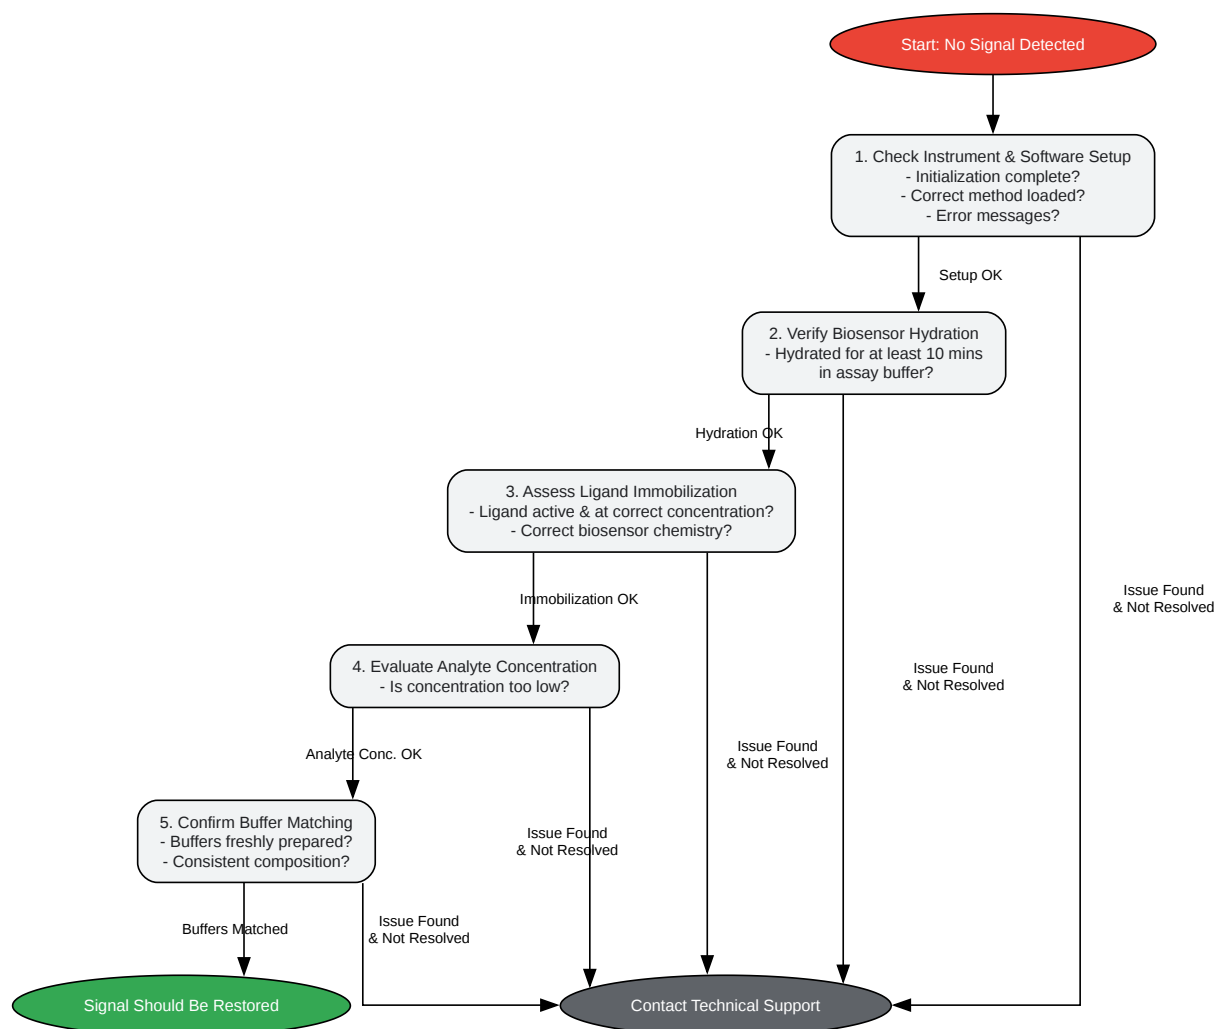 Start: No Signal Detected
1. Check Instrument & Software Setup
- Initialization complete?
- Correct method loaded?
- Error messages?
Setup OK
2. Verify Biosensor Hydration
- Hydrated for at least 10 mins
in assay buffer?
Hydration OK
3. Assess Ligand Immobilization
- Ligand active & at correct concentration?
- Correct biosensor chemistry?
Immobilization OK
Issue Found
& Not Resolved
4. Evaluate Analyte Concentration
- Is concentration too low?
Issue Found
& Not Resolved
Analyte Conc. OK
Issue Found
& Not Resolved
5. Confirm Buffer Matching
- Buffers freshly prepared?
- Consistent composition?
Issue Found
& Not Resolved
Buffers Matched
Issue Found
& Not Resolved
Signal Should Be Restored
Contact Technical Support